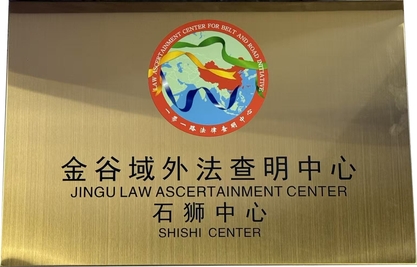 LAW ASCERTAINMENT CENTER FOR BELT AND ROAD INITIATIVE
一带一路法律查明中心
金谷域外法查明中心
JINGU LAW ASCERTAINMENT CENTER
石狮中心
SHISHI CENTER